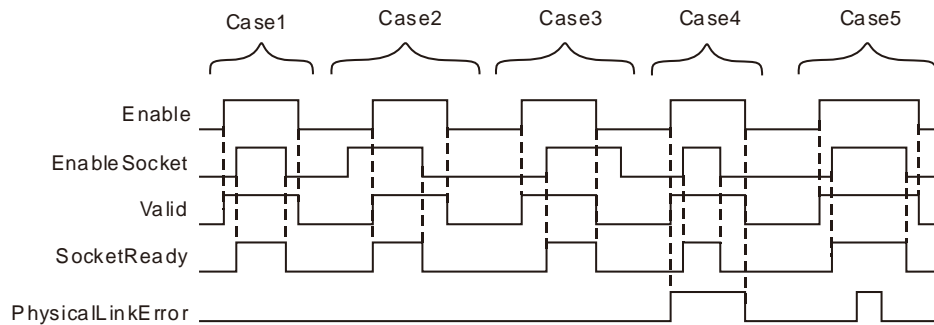 Case1 Case2 Case3 Case4 Case5
Enable
EnableSocket
Valid
SocketReady
PhysicalLinkError